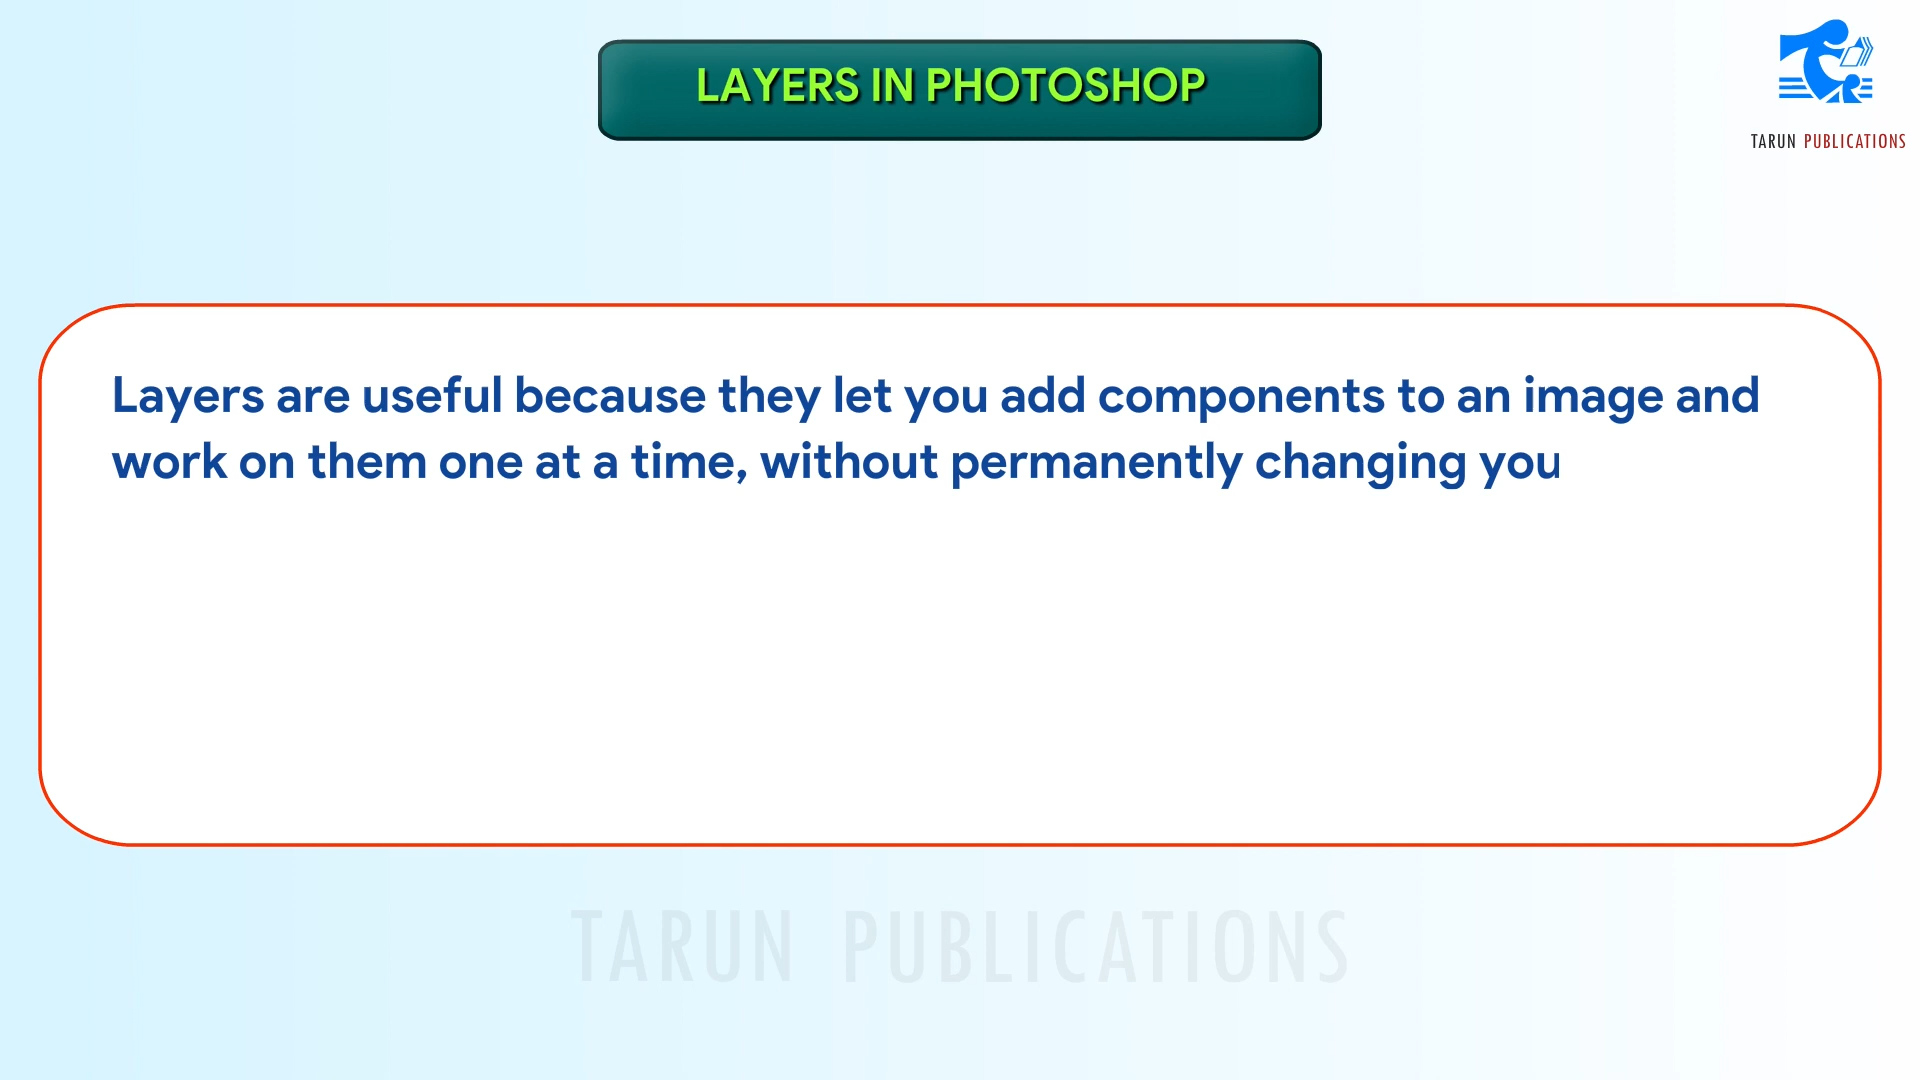 LAYERS IN PHOTOSHOP
TARUN PUBLICATIONS
Layers are useful because they let you add components to an image and
work on them one at a time, without permanently changing you
TARUN PUBLICATIONS